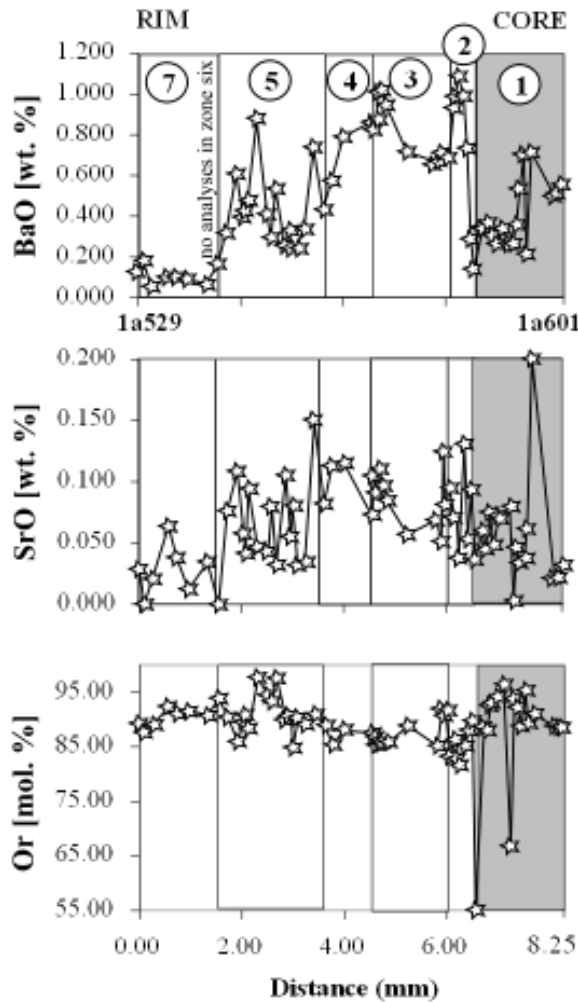 RIM CORE
7 5 4 3 2 1
no analyses in zone six
BaO [wt. %]
1.200
1.000
0.800
0.600
0.400
0.200
0.000
1a529 1a601
SrO [wt. %]
0.200
0.150
0.100
0.050
0.000
Or [mol. %]
95.00
85.00
75.00
65.00
55.00
0.00 2.00 4.00 6.00 8.25
Distance (mm)